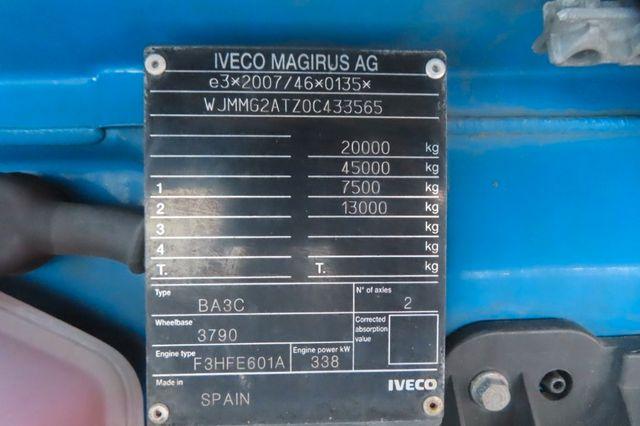 IVECO MAGIRUS AG
e3×2007/46×0135×
WJMMG2ATZ0C433565
20000 kg
45000 kg
1 7500 kg
2 13000 kg
3 kg
4 kg
T. T. kg
Type BA3C N° of axles 2
Wheelbase 3790 Corrected absorption value
Engine type F3HFE601A Engine power kW 338
Made in SPAIN IVECO